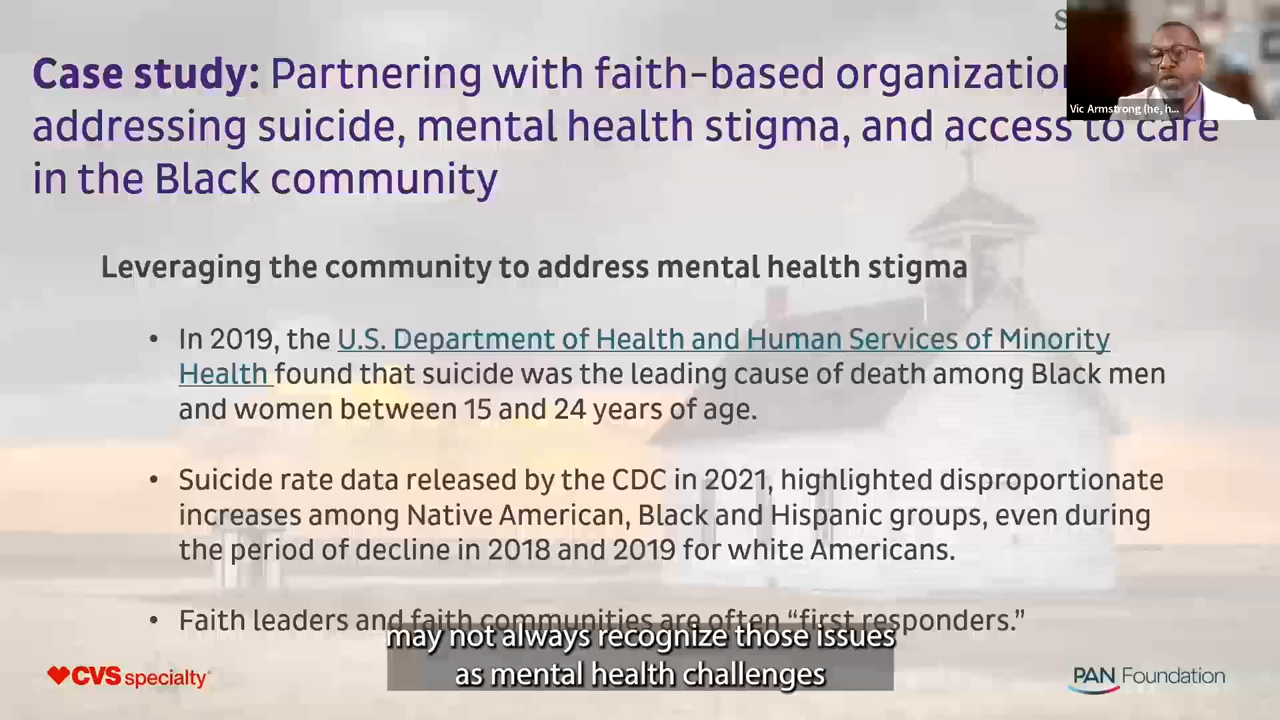 S
Case study: Partnering with faith-based
addressing suicide, mental health stigma, and access to care
in the Black community
Vic Armstrong (he, h...
Leveraging the community to address mental health stigma
• In 2019, the U.S. Department of Health and Human Services of Minority
Health found that suicide was the leading cause of death among Black men
and women between 15 and 24 years of age.
• Suicide rate data released by the CDC in 2021, highlighted disproportionate
increases among Native American, Black and Hispanic groups, even during
the period of decline in 2018 and 2019 for white Americans.
• Faith leaders and faith communities are often “first responders.”
may not always recognize those issues
as mental health challenges
CVS specialty®
PAN Foundation